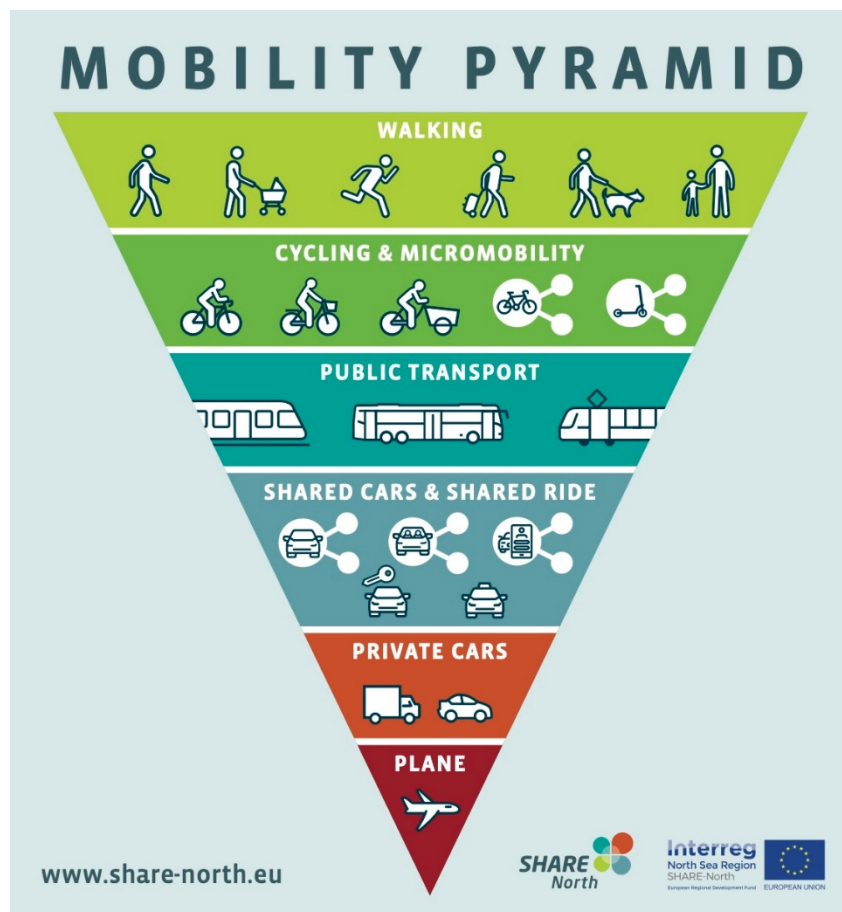 MOBILITY PYRAMID
WALKING
CYCLING & MICROMOBILITY
PUBLIC TRANSPORT
SHARED CARS & SHARED RIDE
PRIVATE CARS
PLANE
www.share-north.eu
SHARE
North
Interreg
North Sea Region
SHARE-North
European Regional Development Fund
EUROPEAN UNION